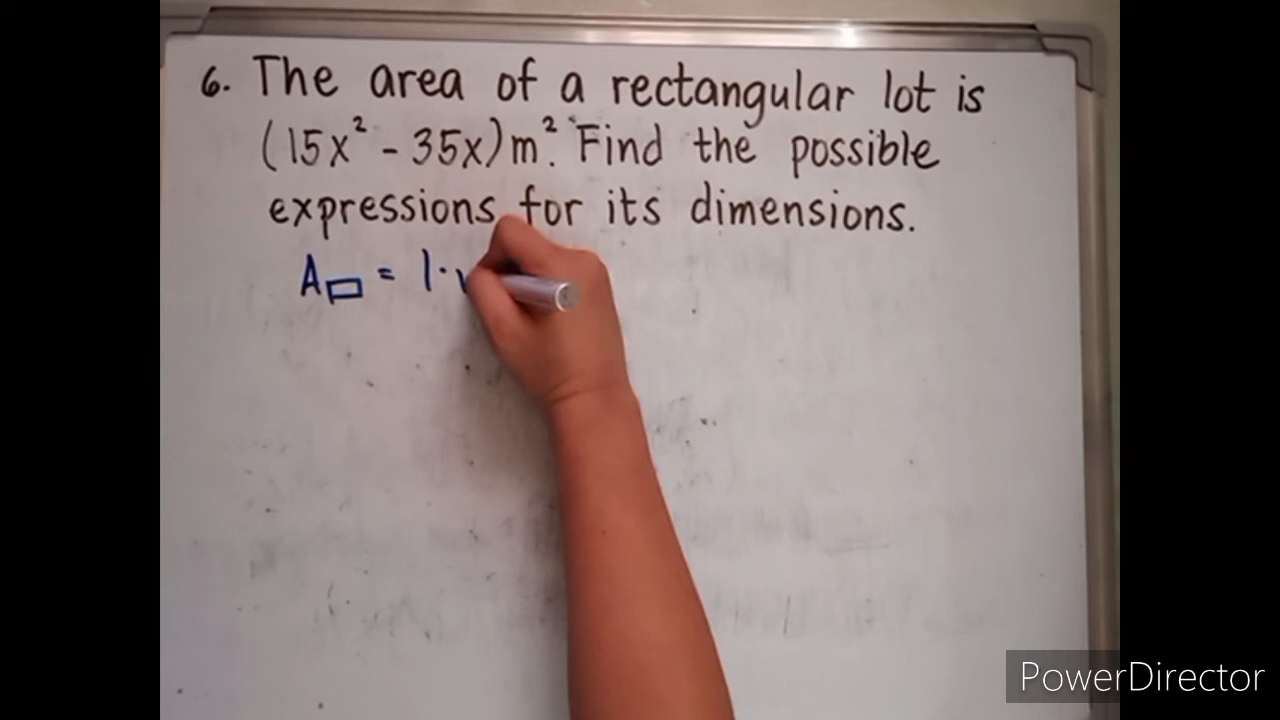 6. The area of a rectangular lot is
(15x² - 35x)m². Find the possible
expressions for its dimensions.
A▭ = l·
PowerDirector